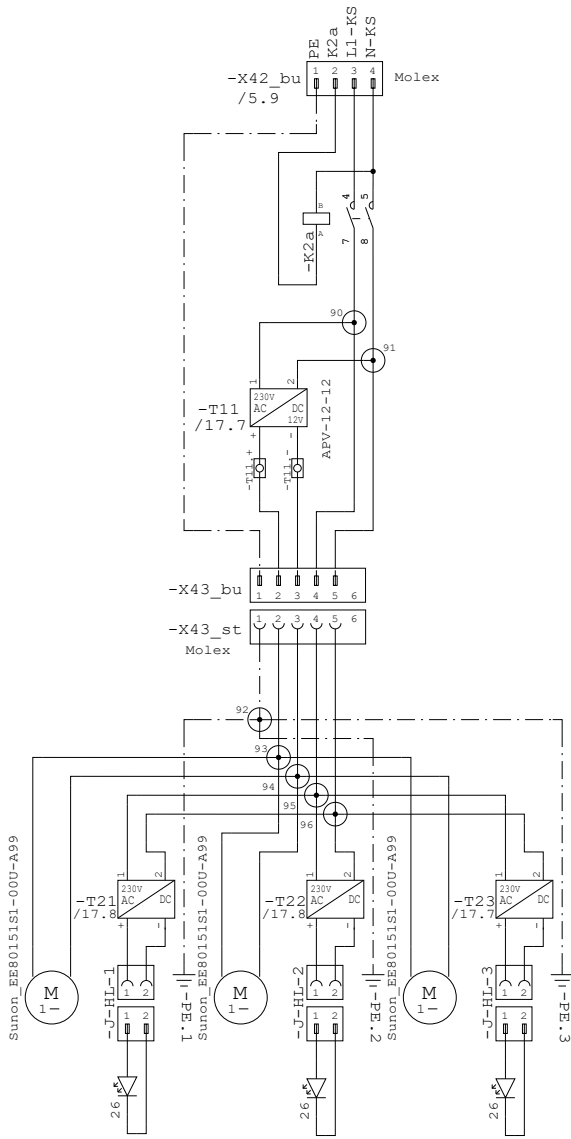 PE
K2a
L1-KS
N-KS
-X42_bu
/5.9
1 2 3 4
Molex
-K2a
B
A
4
5
7
8
90
91
-T11
/17.7
1
2
230V
AC
DC
12V
+
-
APV-12-12
-T11.+
-T11.-
-X43_bu
1 2 3 4 5 6
-X43_st
1 2 3 4 5 6
Molex
92
93
94
95
96
Sunon_EE80151S1-00U-A99
M
1-
-T21
/17.8
1
2
230V
AC
DC
+
-
-J-HL-1
1 2
1 2
-PE.1
26
Sunon_EE80151S1-00U-A99
M
1-
-T22
/17.8
1
2
230V
AC
DC
+
-
-J-HL-2
1 2
1 2
-PE.2
26
Sunon_EE80151S1-00U-A99
M
1-
-T23
/17.7
1
2
230V
AC
DC
+
-
-J-HL-3
1 2
1 2
-PE.3
26